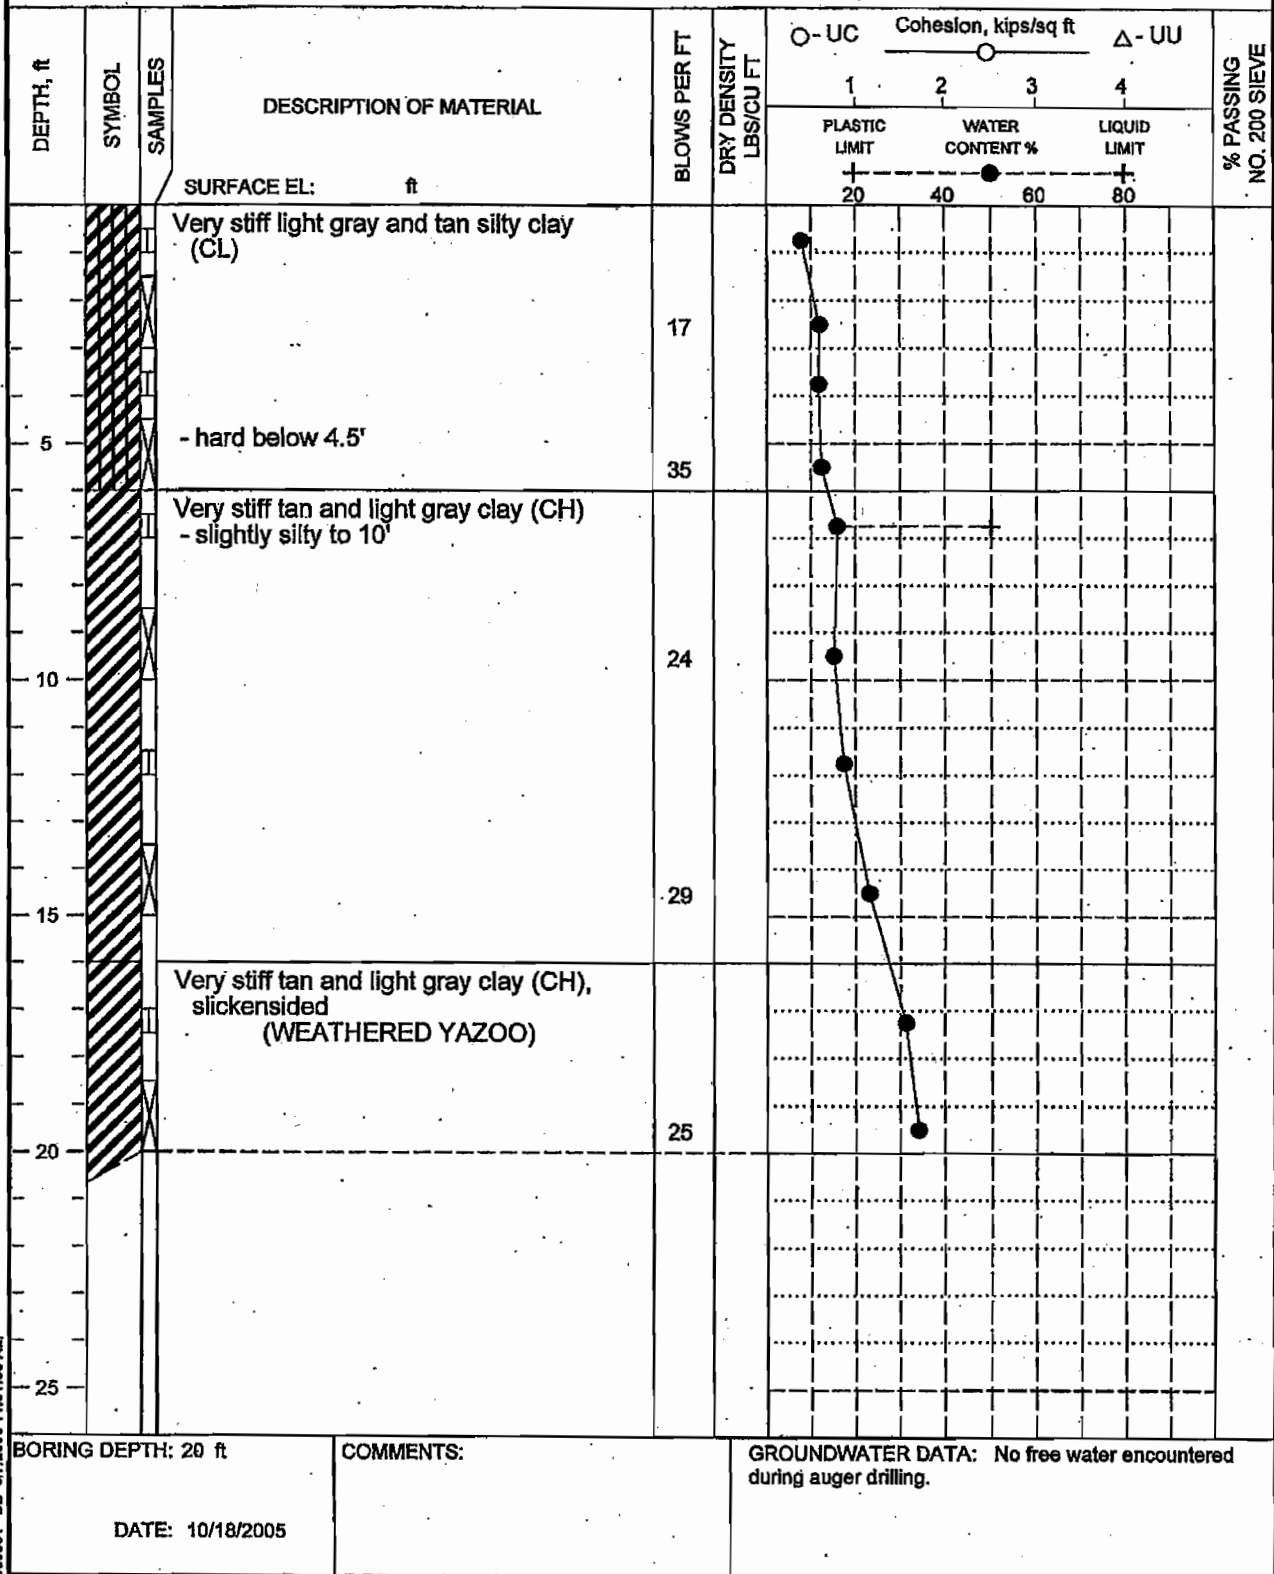 DEPTH, ft
SYMBOL
SAMPLES
DESCRIPTION OF MATERIAL
SURFACE EL: ft
BLOWS PER FT
DRY DENSITY
LBS/CU FT
O- UC Cohesion, kips/sq ft Δ- UU
1 2 3 4
PLASTIC WATER LIQUID
LIMIT CONTENT % LIMIT
20 40 60 80
% PASSING
NO. 200 SIEVE
Very stiff light gray and tan silty clay
(CL)
17
5
- hard below 4.5'
35
Very stiff tan and light gray clay (CH)
- slightly silty to 10'
24
10
29
15
Very stiff tan and light gray clay (CH),
slickensided
(WEATHERED YAZOO)
25
20
25
BORING DEPTH: 20 ft
DATE: 10/18/2005
COMMENTS:
GROUNDWATER DATA: No free water encountered
during auger drilling.